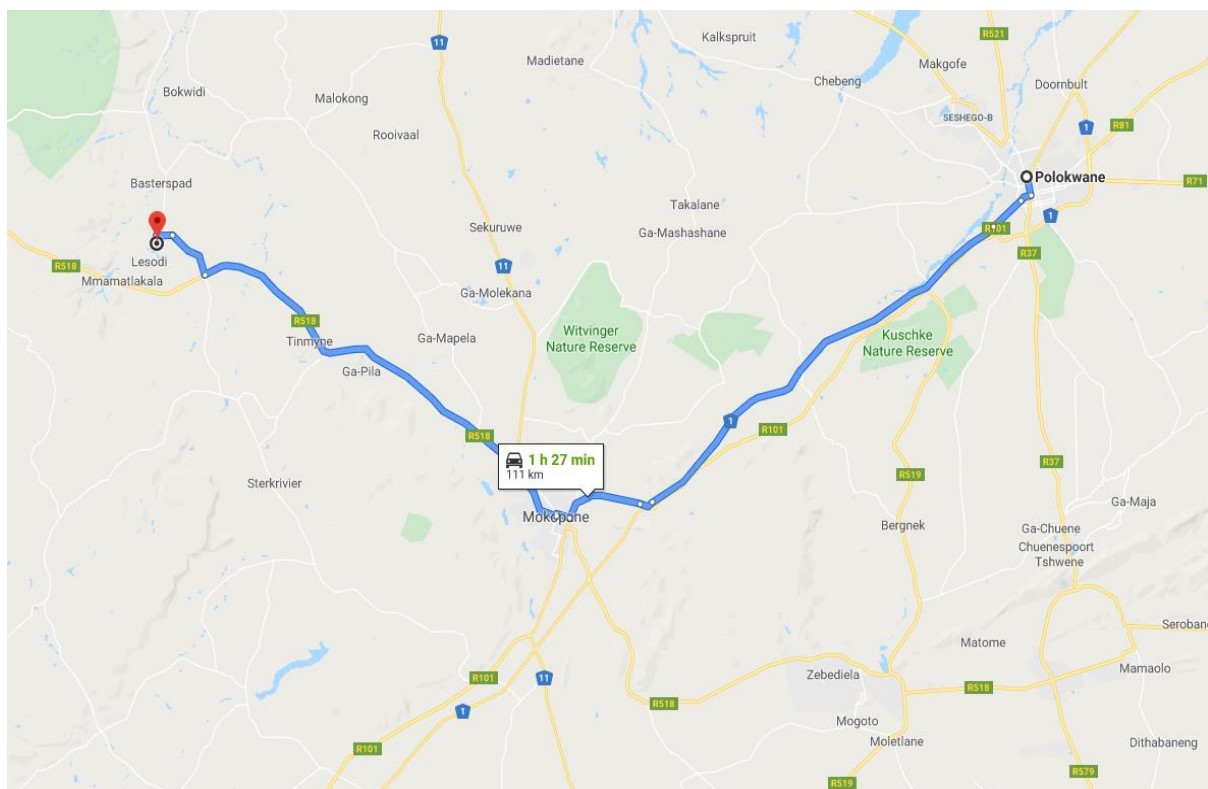 11
Kalkspruit
R521
Madietane
Makgofe
Chebeng
Doornbult
Bokwidi
Malokong
SESHEGO-B
1
R81
Rooivaal
Polokwane
R71
Basterspad
Takalane
1
Sekuruwe
Ga-Mashashane
R101
R37
Lesodi
R518
11
Mmamatlakala
Ga-Molekana
R518
Witvinger
Nature Reserve
Kuschke
Nature Reserve
Tinmyne
Ga-Mapela
Ga-Pila
1
R101
R518
1 h 27 min
111 km
R37
R519
Sterkrivier
Ga-Maja
Mokopane
Bergnek
Ga-Chuene
Chuenespoort
Tshwene
Seroban
Matome
Mamaolo
Zebediela
R101
11
R518
R518
1
Mogoto
Moletlane
Dithabaneng
R101
R579
R519